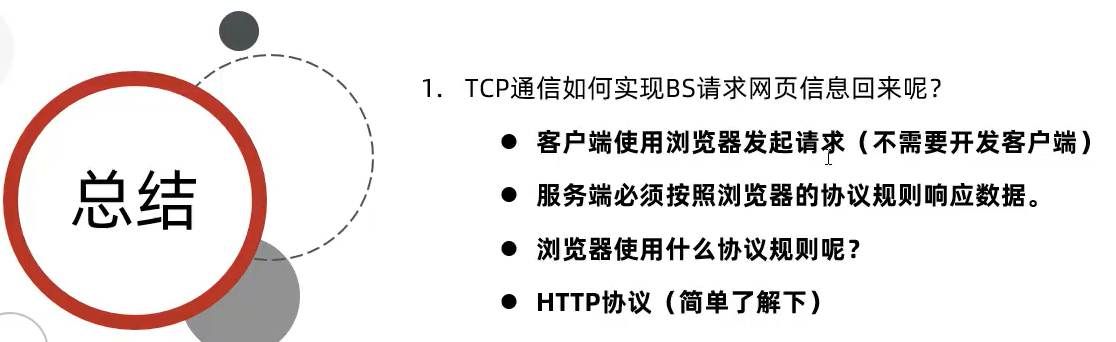 总结
1. TCP通信如何实现BS请求网页信息回来呢？
● 客户端使用浏览器发起请求（不需要开发客户端）
● 服务端必须按照浏览器的协议规则响应数据。
● 浏览器使用什么协议规则呢？
● HTTP协议（简单了解下）